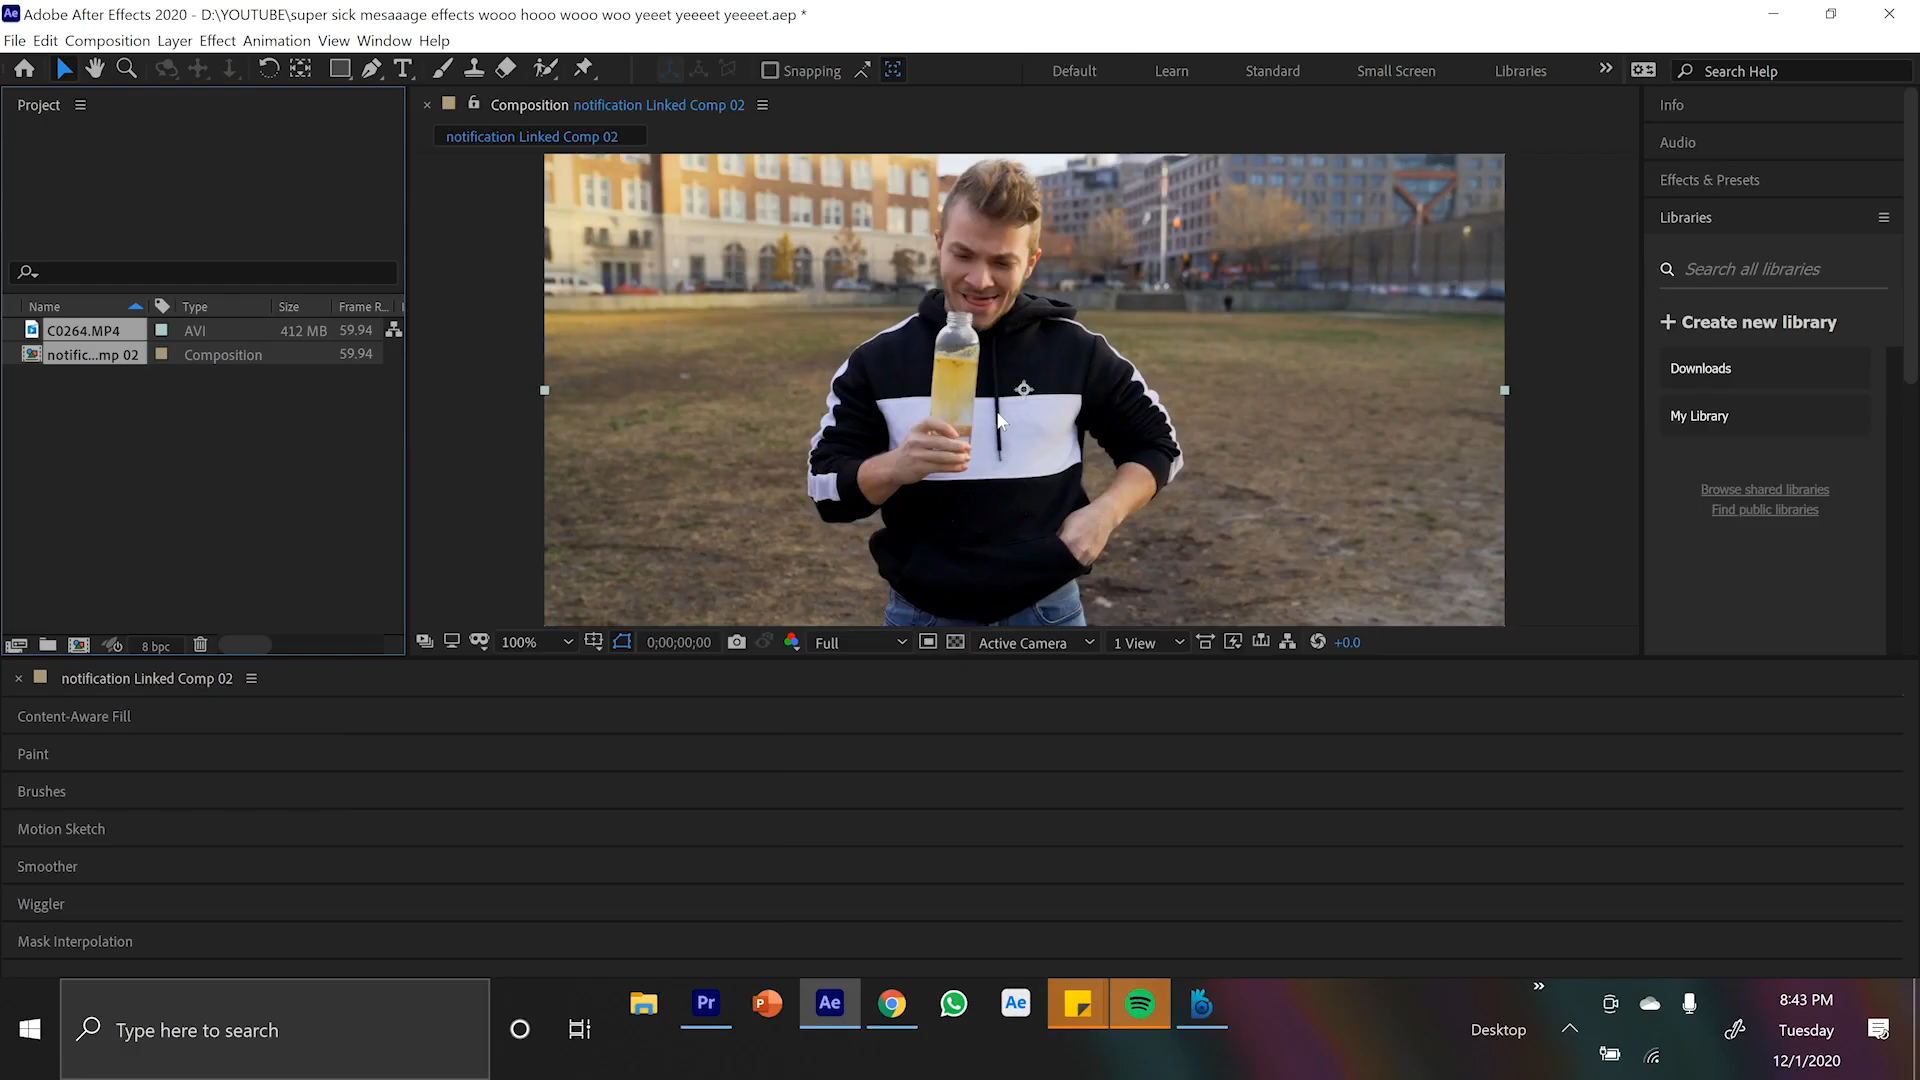 Ae Adobe After Effects 2020 - D:\YOUTUBE\super sick mesaaage effects wooo hooo wooo woo yeeet yeeeet yeeeet.aep *
File Edit Composition Layer Effect Animation View Window Help
Snapping
Default Learn Standard Small Screen Libraries Search Help
Project
Composition notification Linked Comp 02
notification Linked Comp 02
Name Type Size Frame R...
C0264.MP4 AVI 412 MB 59.94
notific...mp 02 Composition 59.94
8 bpc
100% 0;00;00;00 Full Active Camera 1 View +0.0
Info
Audio
Effects & Presets
Libraries
Search all libraries
+ Create new library
Downloads
My Library
Browse shared libraries
Find public libraries
notification Linked Comp 02
Content-Aware Fill
Paint
Brushes
Motion Sketch
Smoother
Wiggler
Mask Interpolation
Type here to search
Pr
P
Ae
Ae
Desktop
8:43 PM
Tuesday
12/1/2020